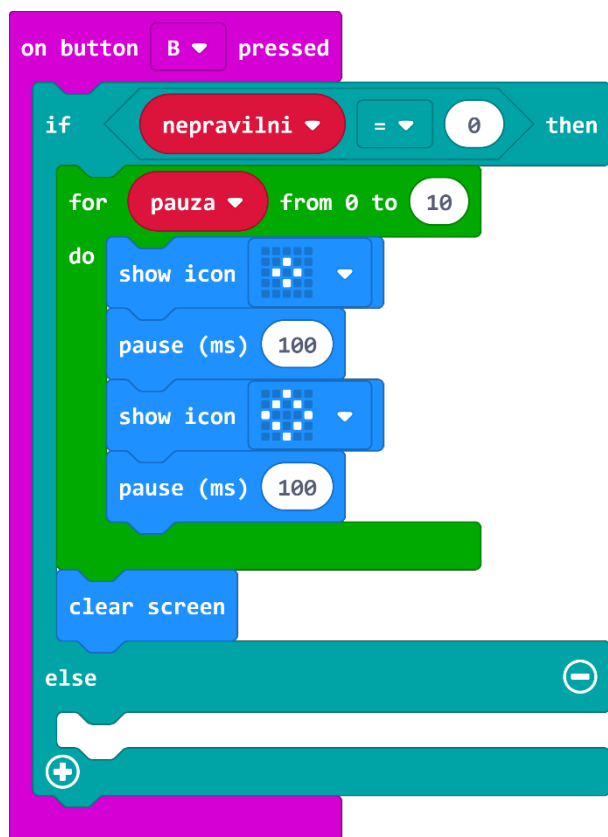 on button B pressed
if nepravilni = 0 then
for pauza from 0 to 10
do
show icon
pause (ms) 100
show icon
pause (ms) 100
clear screen
else